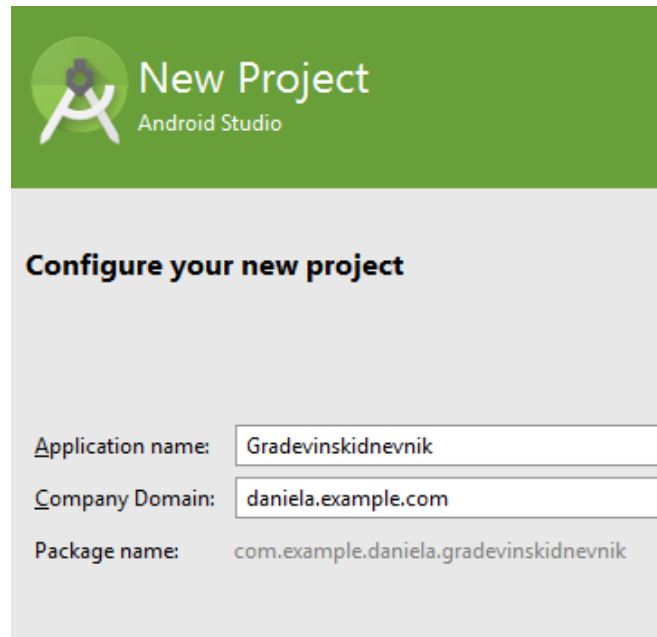 New Project
Android Studio
Configure your new project
Application name: Gradevinskidnevnik
Company Domain: daniela.example.com
Package name: com.example.daniela.gradevinskidnevnik